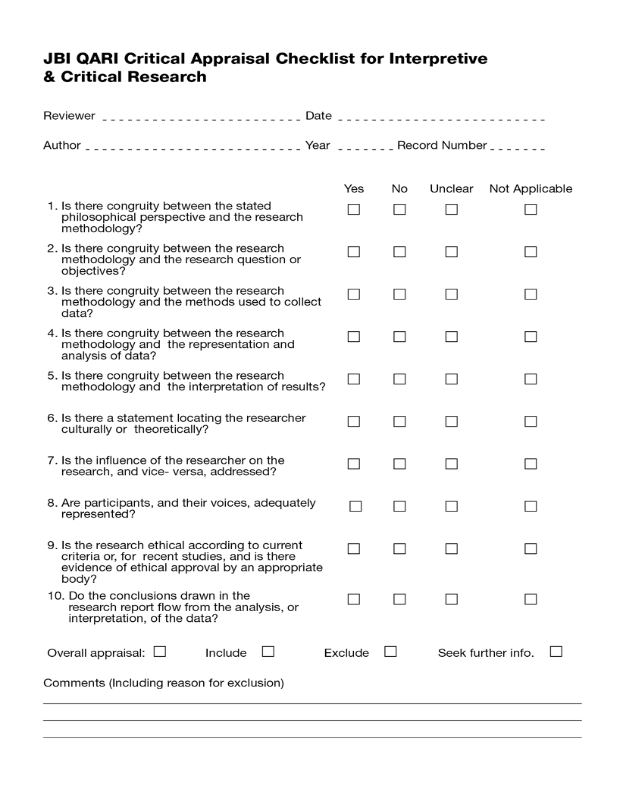 JBI QARI Critical Appraisal Checklist for Interpretive
& Critical Research
Reviewer _ _ _ _ _ _ _ _ _ _ _ _ _ _ _ _ _ _ _ _ _ _ _ _ Date _ _ _ _ _ _ _ _ _ _ _ _ _ _ _ _ _ _ _ _ _ _ _ _ _
Author _ _ _ _ _ _ _ _ _ _ _ _ _ _ _ _ _ _ _ _ _ _ _ _ _ _ Year _ _ _ _ _ _ _ Record Number _ _ _ _ _ _ _
Yes No Unclear Not Applicable
1. Is there congruity between the stated
philosophical perspective and the research
methodology?
2. Is there congruity between the research
methodology and the research question or
objectives?
3. Is there congruity between the research
methodology and the methods used to collect
data?
4. Is there congruity between the research
methodology and the representation and
analysis of data?
5. Is there congruity between the research
methodology and the interpretation of results?
6. Is there a statement locating the researcher
culturally or theoretically?
7. Is the influence of the researcher on the
research, and vice- versa, addressed?
8. Are participants, and their voices, adequately
represented?
9. Is the research ethical according to current
criteria or, for recent studies, and is there
evidence of ethical approval by an appropriate
body?
10. Do the conclusions drawn in the
research report flow from the analysis, or
interpretation, of the data?
Overall appraisal: Include Exclude Seek further info.
Comments (Including reason for exclusion)